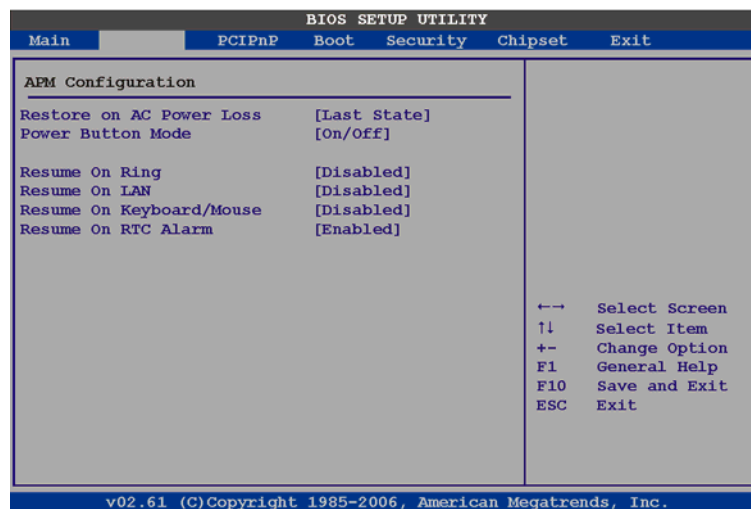 BIOS SETUP UTILITY
Main PCIPnP Boot Security Chipset Exit
APM Configuration
Restore on AC Power Loss [Last State]
Power Button Mode [On/Off]
Resume On Ring [Disabled]
Resume On LAN [Disabled]
Resume On Keyboard/Mouse [Disabled]
Resume On RTC Alarm [Enabled]
←→ Select Screen
↑↓ Select Item
+- Change Option
F1 General Help
F10 Save and Exit
ESC Exit
v02.61 (C)Copyright 1985-2006, American Megatrends, Inc.